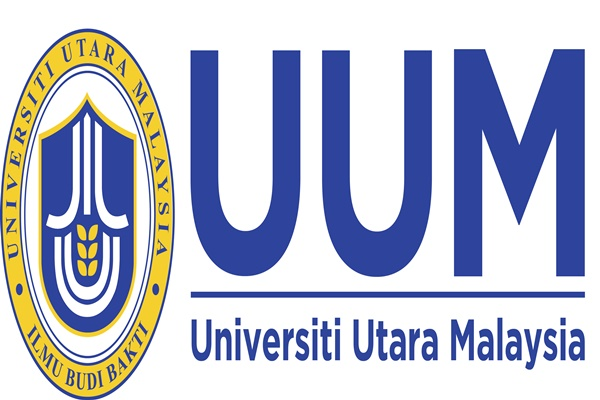 UNIVERSITI UTARA MALAYSIA
ILMU BUDI BAKTI
UUM
Universiti Utara Malaysia